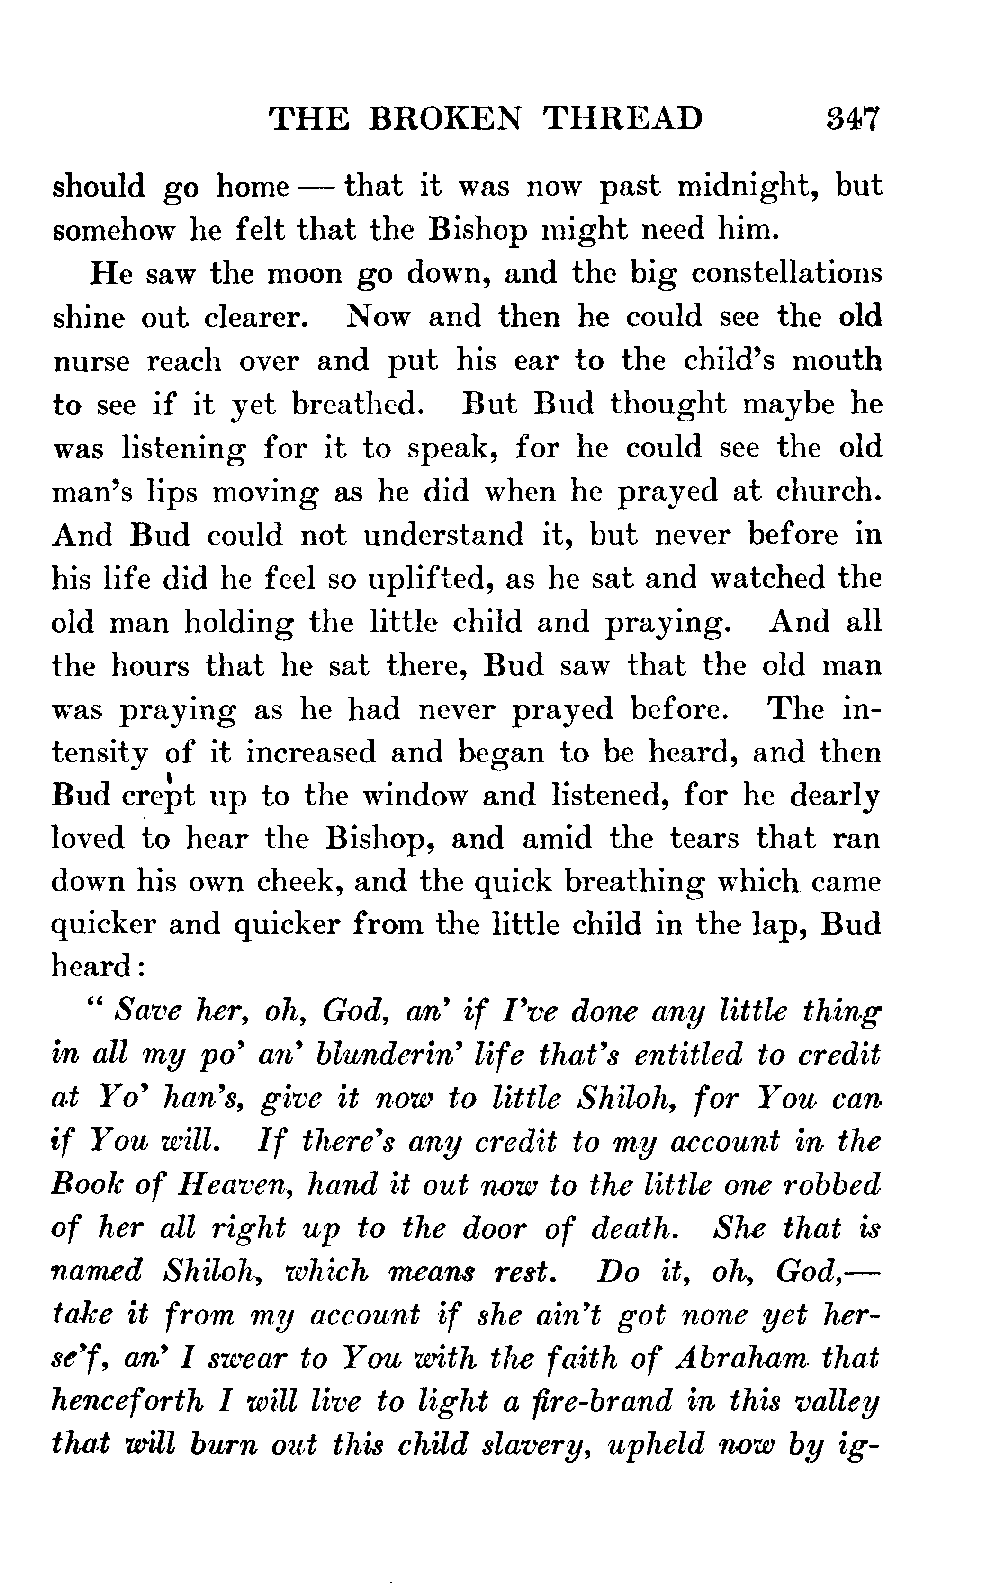 THE BROKEN THREAD 347
should go home — that it was now past midnight, but
somehow he felt that the Bishop might need him.
He saw the moon go down, and the big constellations
shine out clearer. Now and then he could see the old
nurse reach over and put his ear to the child's mouth
to see if it yet breathed. But Bud thought maybe he
was listening for it to speak, for he could see the old
man's lips moving as he did when he prayed at church.
And Bud could not understand it, but never before in
his life did he feel so uplifted, as he sat and watched the
old man holding the little child and praying. And all
the hours that he sat there, Bud saw that the old man
was praying as he had never prayed before. The in-
tensity of it increased and began to be heard, and then
Bud crept up to the window and listened, for he dearly
loved to hear the Bishop, and amid the tears that ran
down his own cheek, and the quick breathing which came
quicker and quicker from the little child in the lap, Bud
heard:
“ Save her, oh, God, an' if I've done any little thing
in all my po' an' blunderin' life that's entitled to credit
at Yo' han's, give it now to little Shiloh, for You can
if You will. If there's any credit to my account in the
Book of Heaven, hand it out now to the little one robbed
of her all right up to the door of death. She that is
named Shiloh, which means rest. Do it, oh, God,—
take it from my account if she ain't got none yet her-
se'f, an' I swear to You with the faith of Abraham that
henceforth I will live to light a fire-brand in this valley
that will burn out this child slavery, upheld now by ig-